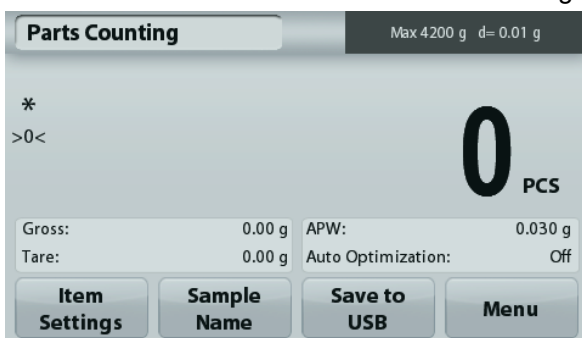 Parts Counting
Max 4200 g d= 0.01 g
*
>0<
0 PCS
Gross: 0.00 g APW: 0.030 g
Tare: 0.00 g Auto Optimization: Off
Item Settings
Sample Name
Save to USB
Menu